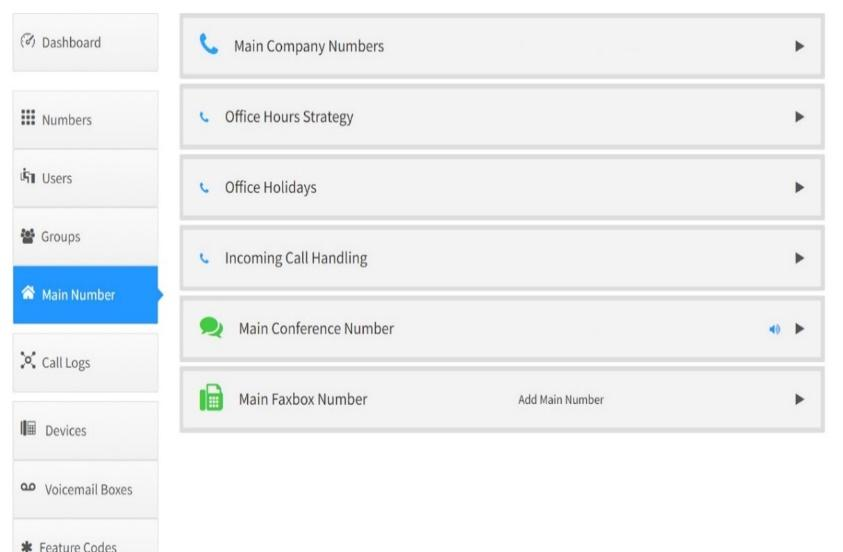 Dashboard
Numbers
Users
Groups
Main Number
Call Logs
Devices
Voicemail Boxes
Feature Codes
Main Company Numbers
Office Hours Strategy
Office Holidays
Incoming Call Handling
Main Conference Number
Main Faxbox Number Add Main Number